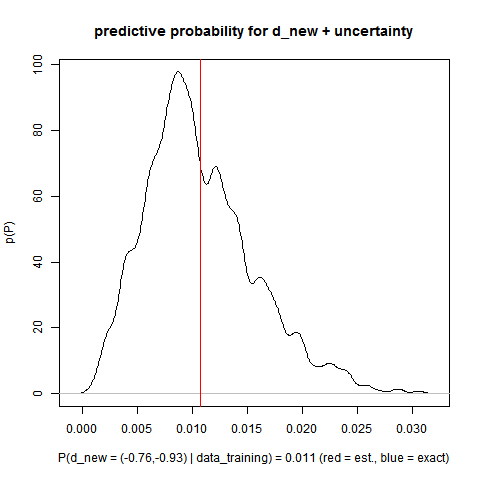 predictive probability for d_new + uncertainty
p(P)
100
80
60
40
20
0
0.000 0.005 0.010 0.015 0.020 0.025 0.030
P(d_new = (-0.76,-0.93) | data_training) = 0.011 (red = est., blue = exact)